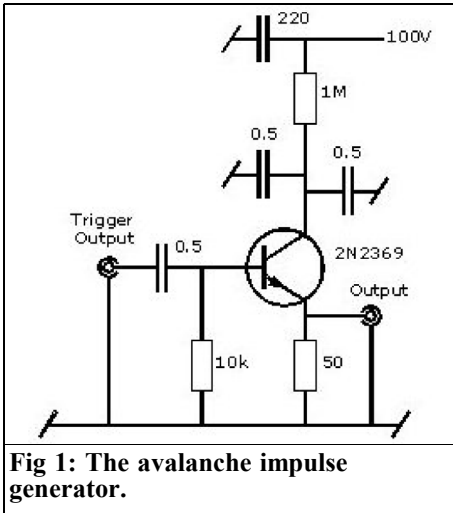 220
100V
1M
0.5
0.5
Trigger
Output
0.5
2N2369
Output
10k
50
Fig 1: The avalanche impulse
generator.